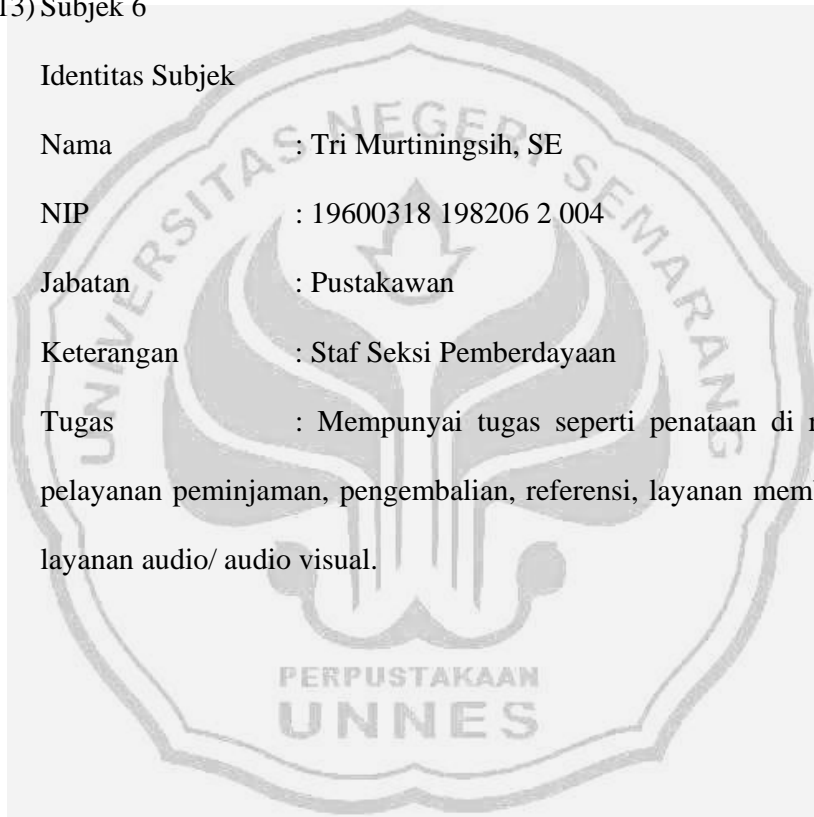 13) Subjek 6
Identitas Subjek
Nama : Tri Murtiningsih, SE
NIP : 19600318 198206 2 004
Jabatan : Pustakawan
Keterangan : Staf Seksi Pemberdayaan
Tugas : Mempunyai tugas seperti penataan di
pelayanan peminjaman, pengembalian, referensi, layanan
layanan audio/ audio visual.
UNIVERSITAS NEGERI SEMARANG
PERPUSTAKAAN
UNNES